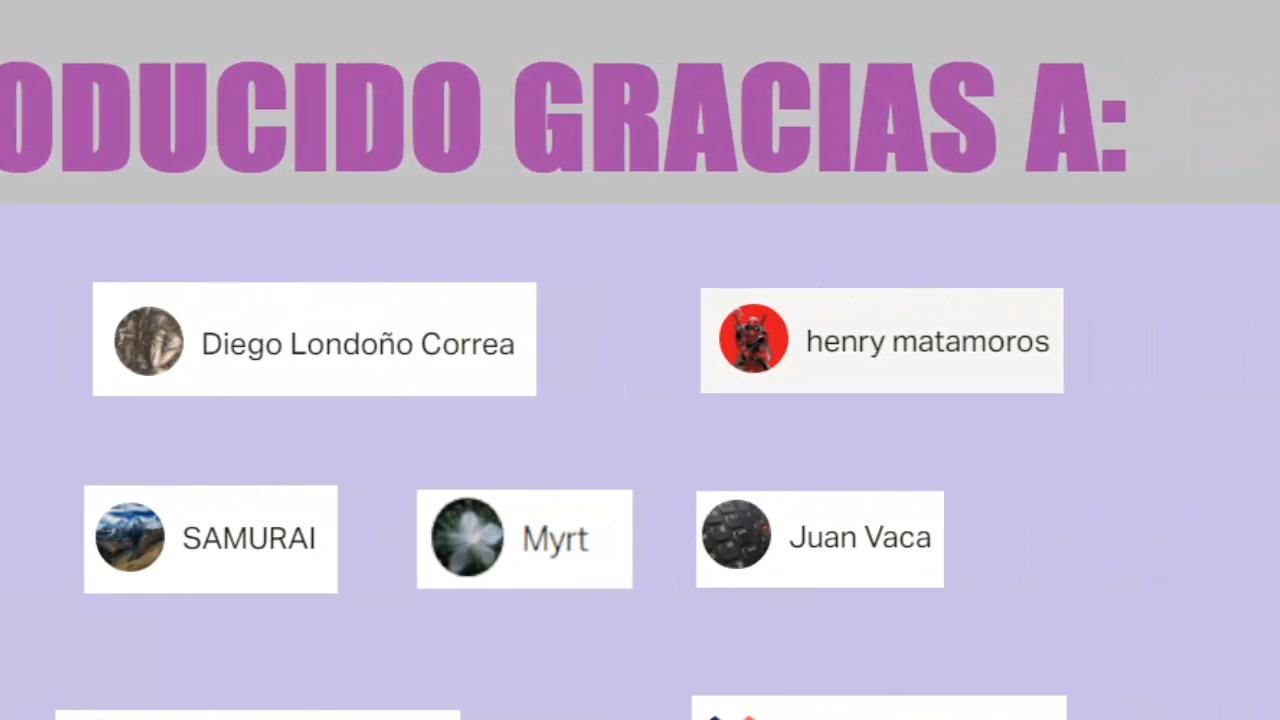 ODUCIDO GRACIAS A:
Diego Londoño Correa
henry matamoros
SAMURAI
Myrt
Juan Vaca